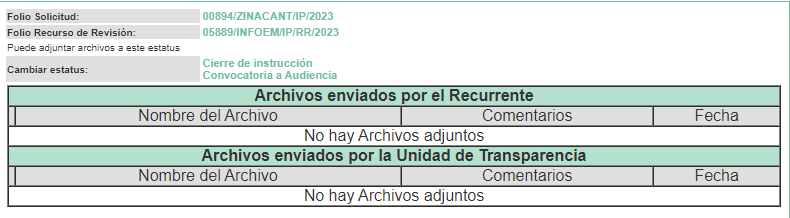 Folio Solicitud: 00894/ZINACANT/IP/2023
Folio Recurso de Revisión: 05889/INFOEM/IP/RR/2023
Puede adjuntar archivos a este estatus
Cambiar estatus: Cierre de instrucción
Convocatoria a Audiencia
Archivos enviados por el Recurrente
Nombre del Archivo Comentarios Fecha
No hay Archivos adjuntos
Archivos enviados por la Unidad de Transparencia
Nombre del Archivo Comentarios Fecha
No hay Archivos adjuntos